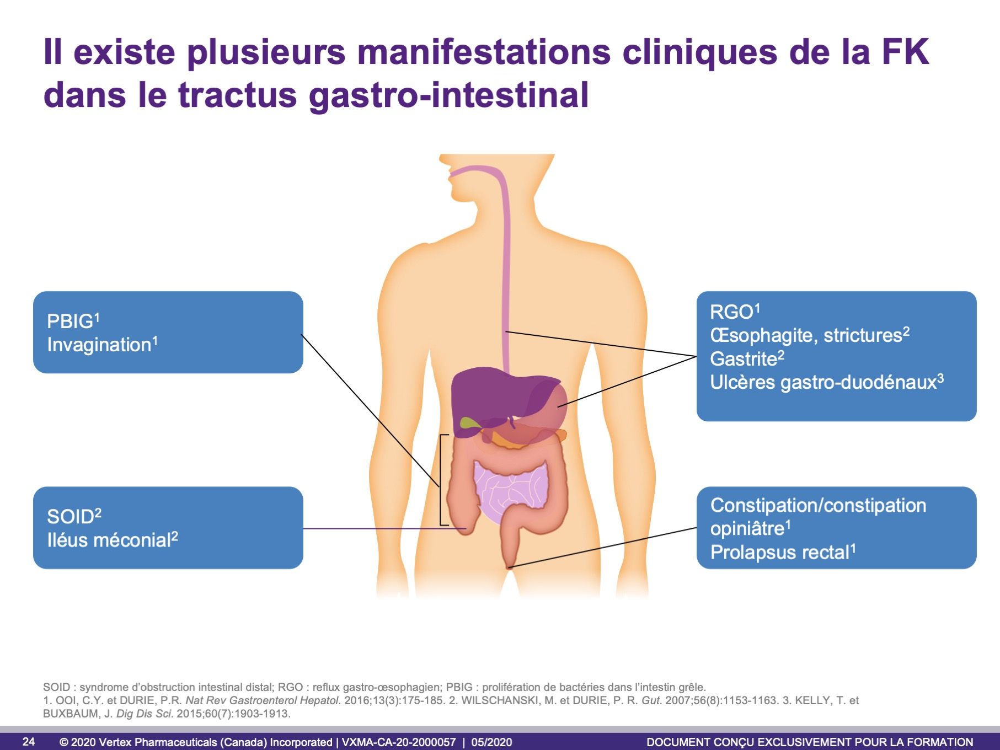 Il existe plusieurs manifestations cliniques de la FK
dans le tractus gastro-intestinal
PBIG¹
Invagination¹
RGO¹
Œsophagite, strictures²
Gastrite²
Ulcères gastro-duodénaux³
SOID²
Iléus méconial²
Constipation/constipation
opiniâtre¹
Prolapsus rectal¹
SOID : syndrome d’obstruction intestinal distal; RGO : reflux gastro-œsophagien; PBIG : prolifération de bactéries dans l’intestin grêle.
1. OOI, C.Y. et DURIE, P.R. Nat Rev Gastroenterol Hepatol. 2016;13(3):175-185. 2. WILSCHANSKI, M. et DURIE, P. R. Gut. 2007;56(8):1153-1163. 3. KELLY, T. et
BUXBAUM, J. Dig Dis Sci. 2015;60(7):1903-1913.
24 © 2020 Vertex Pharmaceuticals (Canada) Incorporated | VXMA-CA-20-2000057 | 05/2020 DOCUMENT CONÇU EXCLUSIVEMENT POUR LA FORMATION